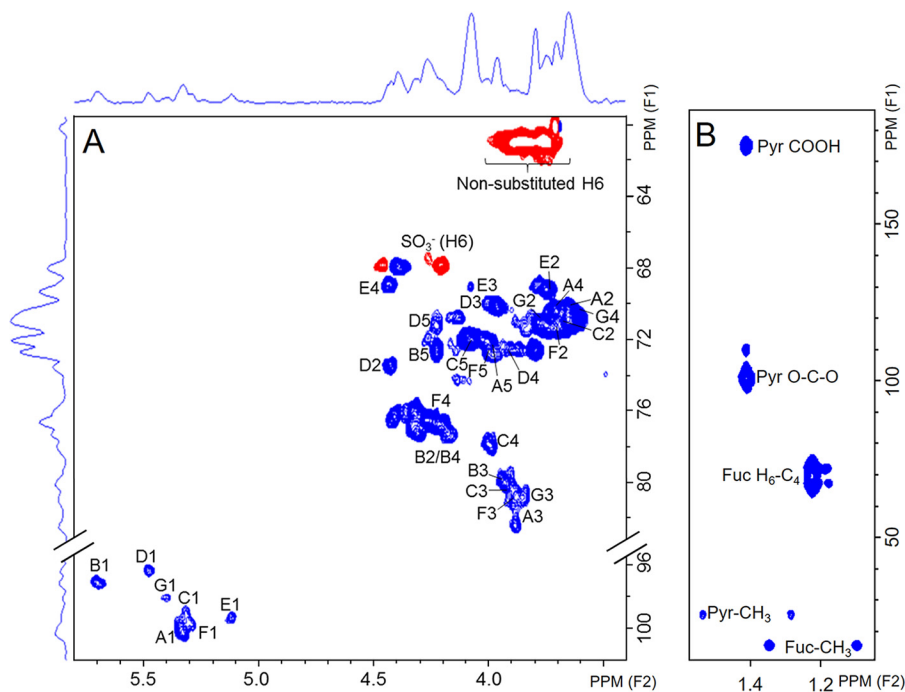 PPM (F1)
A
Non-substituted H6
64
SO₃⁻ (H6)
68
E2
A4
E4
E3
D3
G2
A2
G4
C2
D5
72
F2
B5
C5
F5
D4
D2
A5
76
F4
B2/B4
C4
B3
80
C3
G3
F3
A3
96
B1
D1
G1
C1
E1
A1
F1
100
5.5
5.0
4.5
4.0
PPM (F2)
B
PPM (F1)
Pyr COOH
150
Pyr O-C-O
100
Fuc H₆-C₄
50
Pyr-CH₃
Fuc-CH₃
1.4
1.2
PPM (F2)